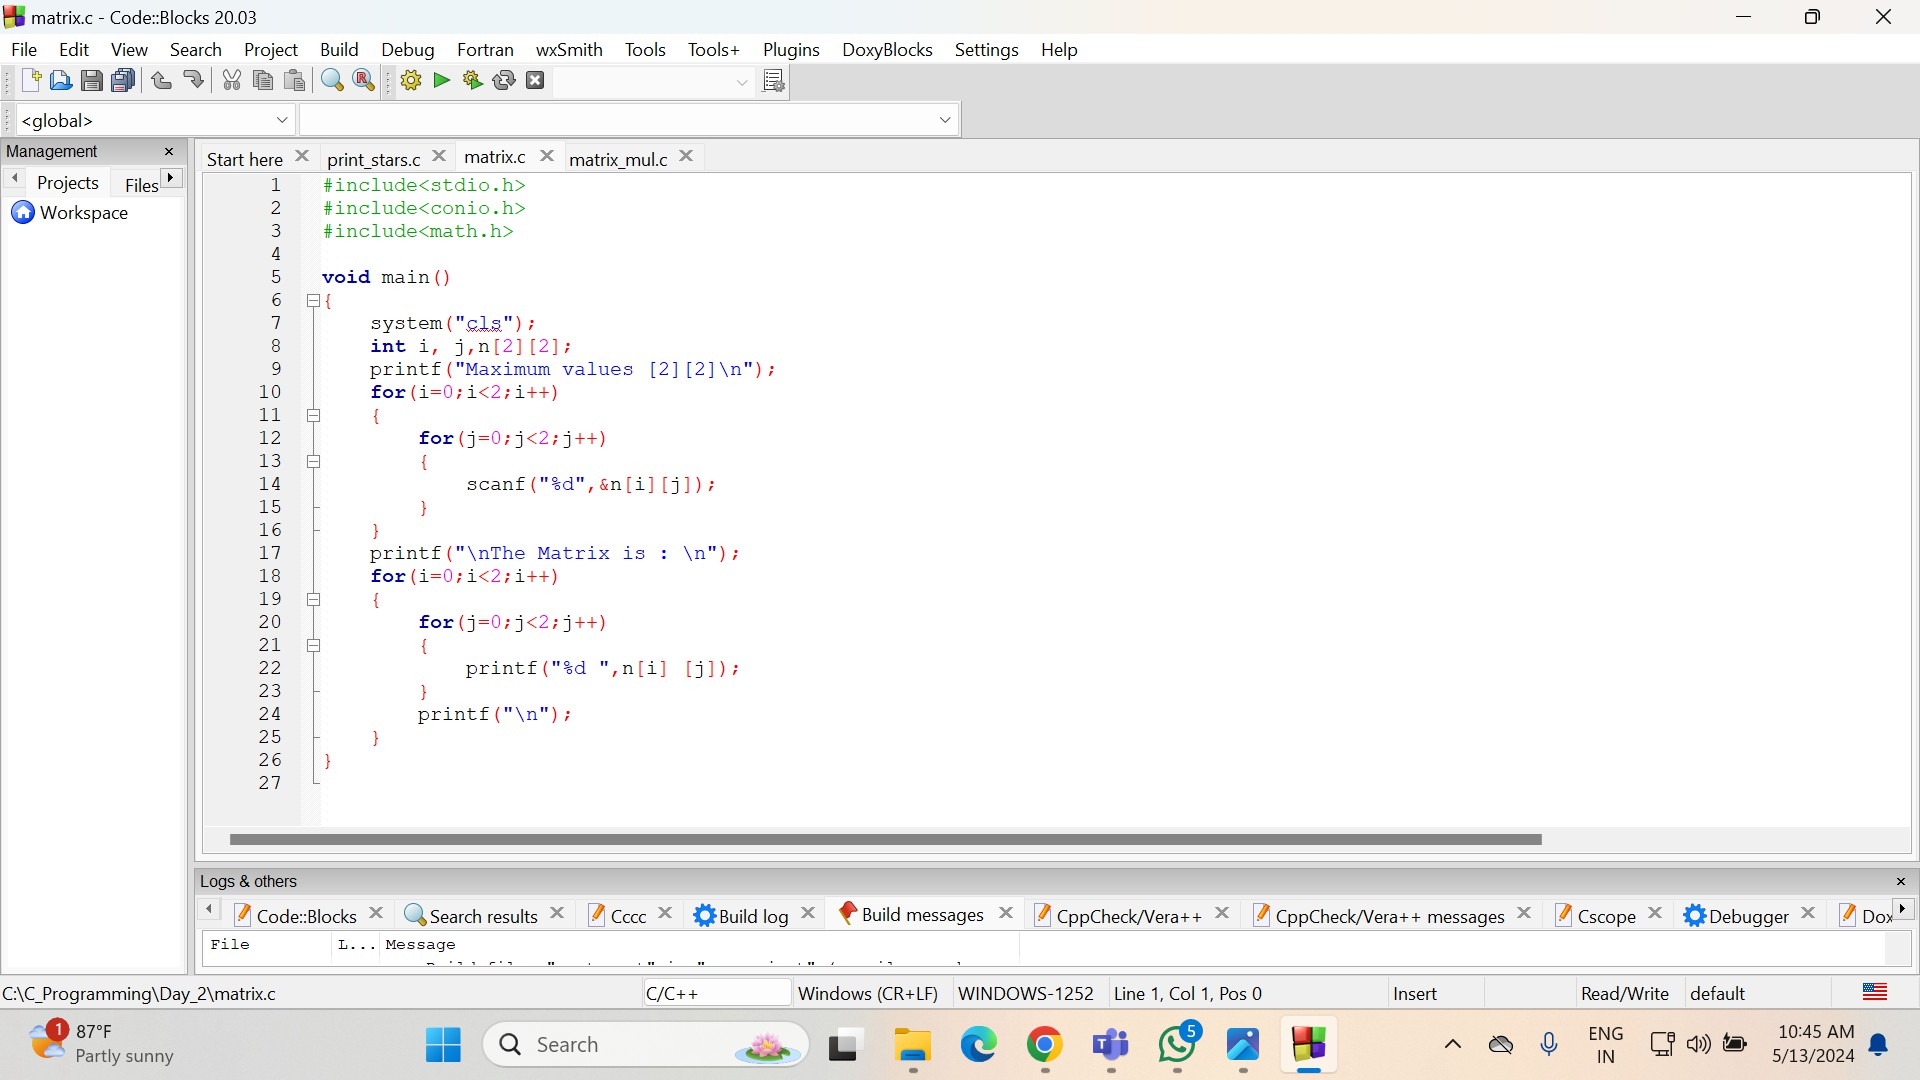 matrix.c - Code::Blocks 20.03
File Edit View Search Project Build Debug Fortran wxSmith Tools Tools+ Plugins DoxyBlocks Settings Help
<global>
Management
Projects Files
Workspace
Start here print_stars.c matrix.c matrix_mul.c
1 #include<stdio.h>
2 #include<conio.h>
3 #include<math.h>
4
5 void main()
6 {
7 system("cls");
8 int i, j,n[2][2];
9 printf("Maximum values [2][2]\n");
10 for(i=0;i<2;i++)
11 {
12 for(j=0;j<2;j++)
13 {
14 scanf("%d",&n[i][j]);
15 }
16 }
17 printf("\nThe Matrix is : \n");
18 for(i=0;i<2;i++)
19 {
20 for(j=0;j<2;j++)
21 {
22 printf("%d ",n[i] [j]);
23 }
24 printf("\n");
25 }
26 }
27
Logs & others
Code::Blocks Search results Cccc Build log Build messages CppCheck/Vera++ CppCheck/Vera++ messages Cscope Debugger Dox
File L... Message
C:\C_Programming\Day_2\matrix.c C/C++ Windows (CR+LF) WINDOWS-1252 Line 1, Col 1, Pos 0 Insert Read/Write default
1 87°F
Partly sunny
Search
5
ENG
IN
10:45 AM
5/13/2024